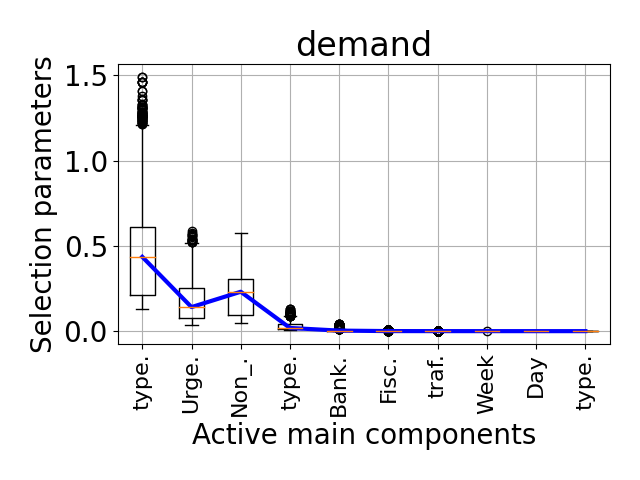 demand
Selection parameters
1.5
1.0
0.5
0.0
type.
Urge.
Non_.
type.
Bank.
Fisc.
traf.
Week
Day
type.
Active main components